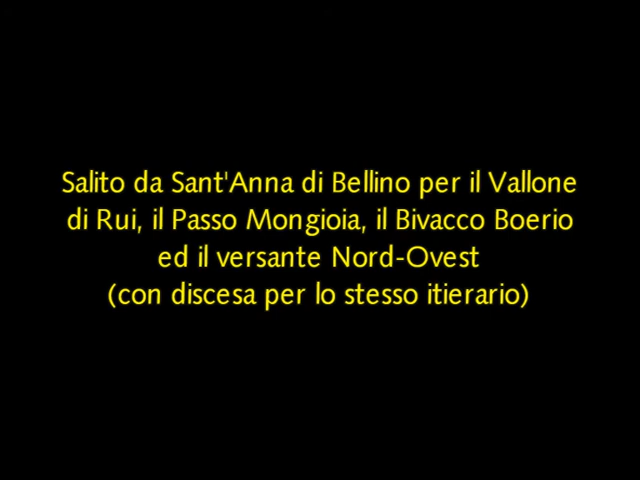 Salito da Sant'Anna di Bellino per il Vallone
di Rui, il Passo Mongioia, il Bivacco Boerio
ed il versante Nord-Ovest
(con discesa per lo stesso itierario)